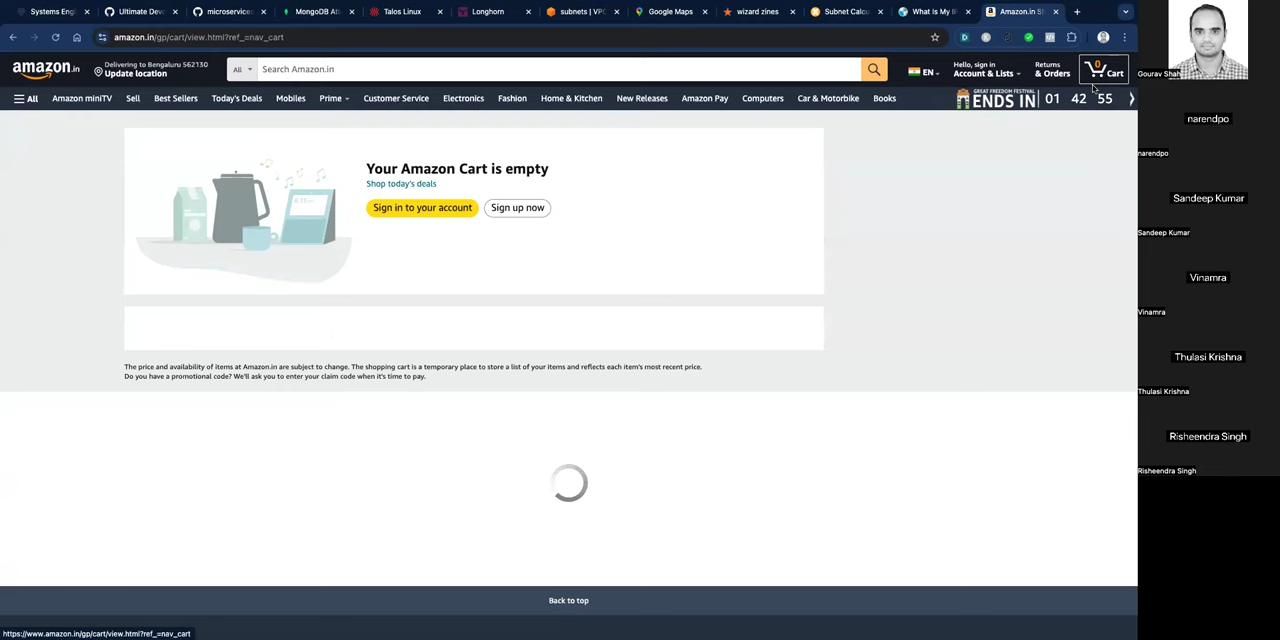 Systems Engi
Ultimate Devo
microservice
MongoDB Atl
Talos Linux
Longhorn
subnets | VPC
Google Maps
wizard zines
Subnet Calcu
What Is My IP
Amazon.in Sh
amazon.in/gp/cart/view.html?ref_=nav_cart
amazon.in
Delivering to Bengaluru 562130
Update location
All
Search Amazon.in
EN
Hello, sign in
Account & Lists
Returns
& Orders
0
Cart
All
Amazon miniTV
Sell
Best Sellers
Today's Deals
Mobiles
Prime
Customer Service
Electronics
Fashion
Home & Kitchen
New Releases
Amazon Pay
Computers
Car & Motorbike
Books
GREAT FREEDOM FESTIVAL
ENDS IN
01 42 55
Your Amazon Cart is empty
Shop today's deals
Sign in to your account
Sign up now
The price and availability of items at Amazon.in are subject to change. The shopping cart is a temporary place to store a list of your items and reflects each item's most recent price.
Do you have a promotional code? We'll ask you to enter your claim code when it's time to pay.
Back to top
https://www.amazon.in/gp/cart/view.html?ref_=nav_cart
Gourav Shah
narendpo
narendpo
Sandeep Kumar
Sandeep Kumar
Vinamra
Vinamra
Thulasi Krishna
Thulasi Krishna
Risheendra Singh
Risheendra Singh